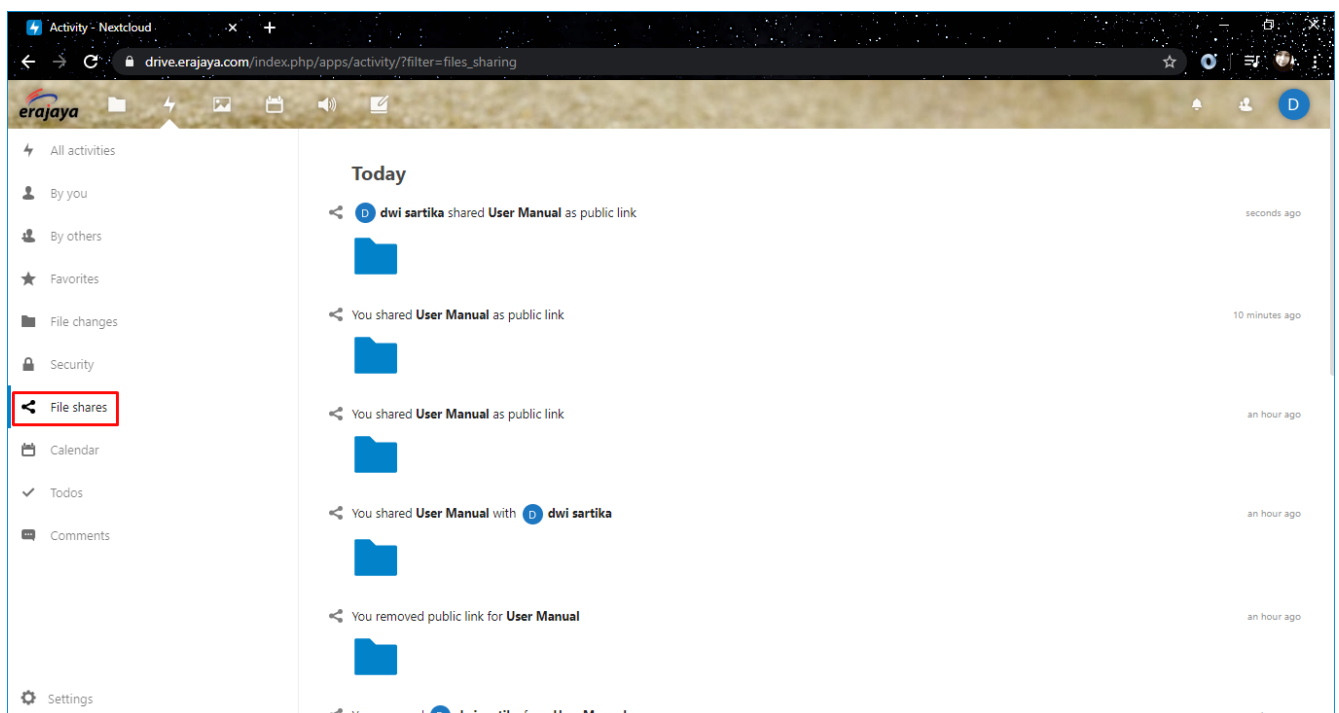 Activity - Nextcloud
drive.erajaya.com/index.php/apps/activity/?filter=files_sharing
erajaya
D
All activities
By you
By others
Favorites
File changes
Security
File shares
Calendar
Todos
Comments
Settings
Today
D dwi sartika shared User Manual as public link seconds ago
You shared User Manual as public link 10 minutes ago
You shared User Manual as public link an hour ago
You shared User Manual with D dwi sartika an hour ago
You removed public link for User Manual an hour ago